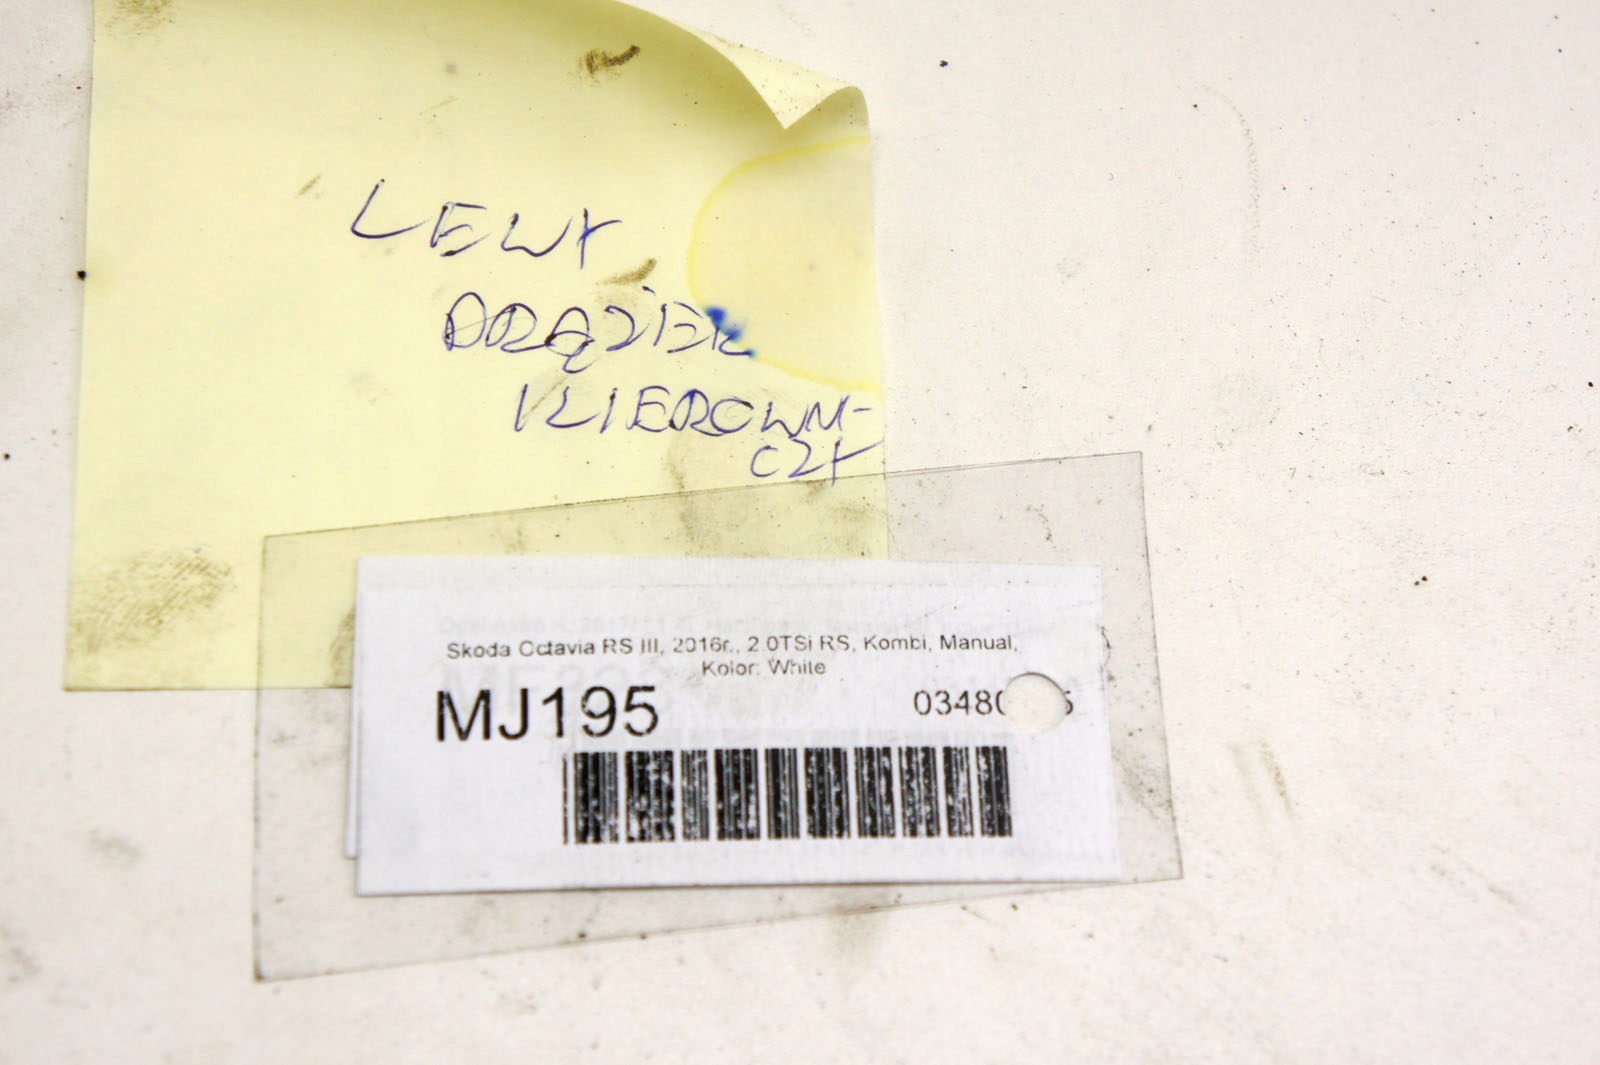 LEWY
DRĄŻEK
KIEROWNI-
CZY
Skoda Octavia RS III, 2016r., 2.0TSi RS, Kombi, Manual,
Kolor: White
MJ195